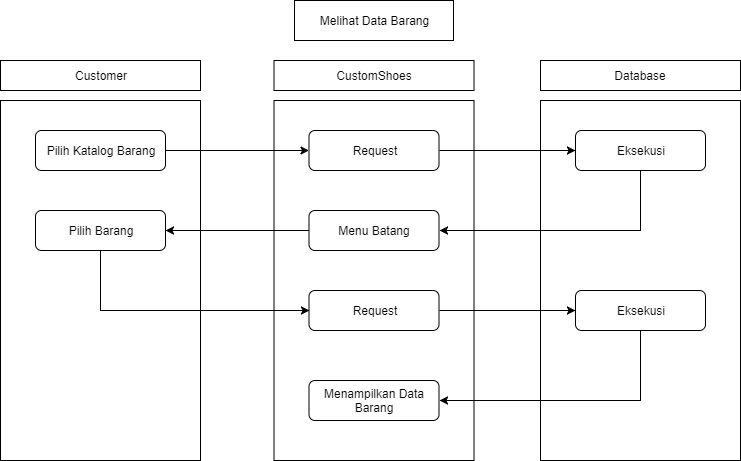 Melihat Data Barang
Customer
CustomShoes
Database
Pilih Katalog Barang
Request
Eksekusi
Pilih Barang
Menu Batang
Request
Eksekusi
Menampilkan Data
Barang